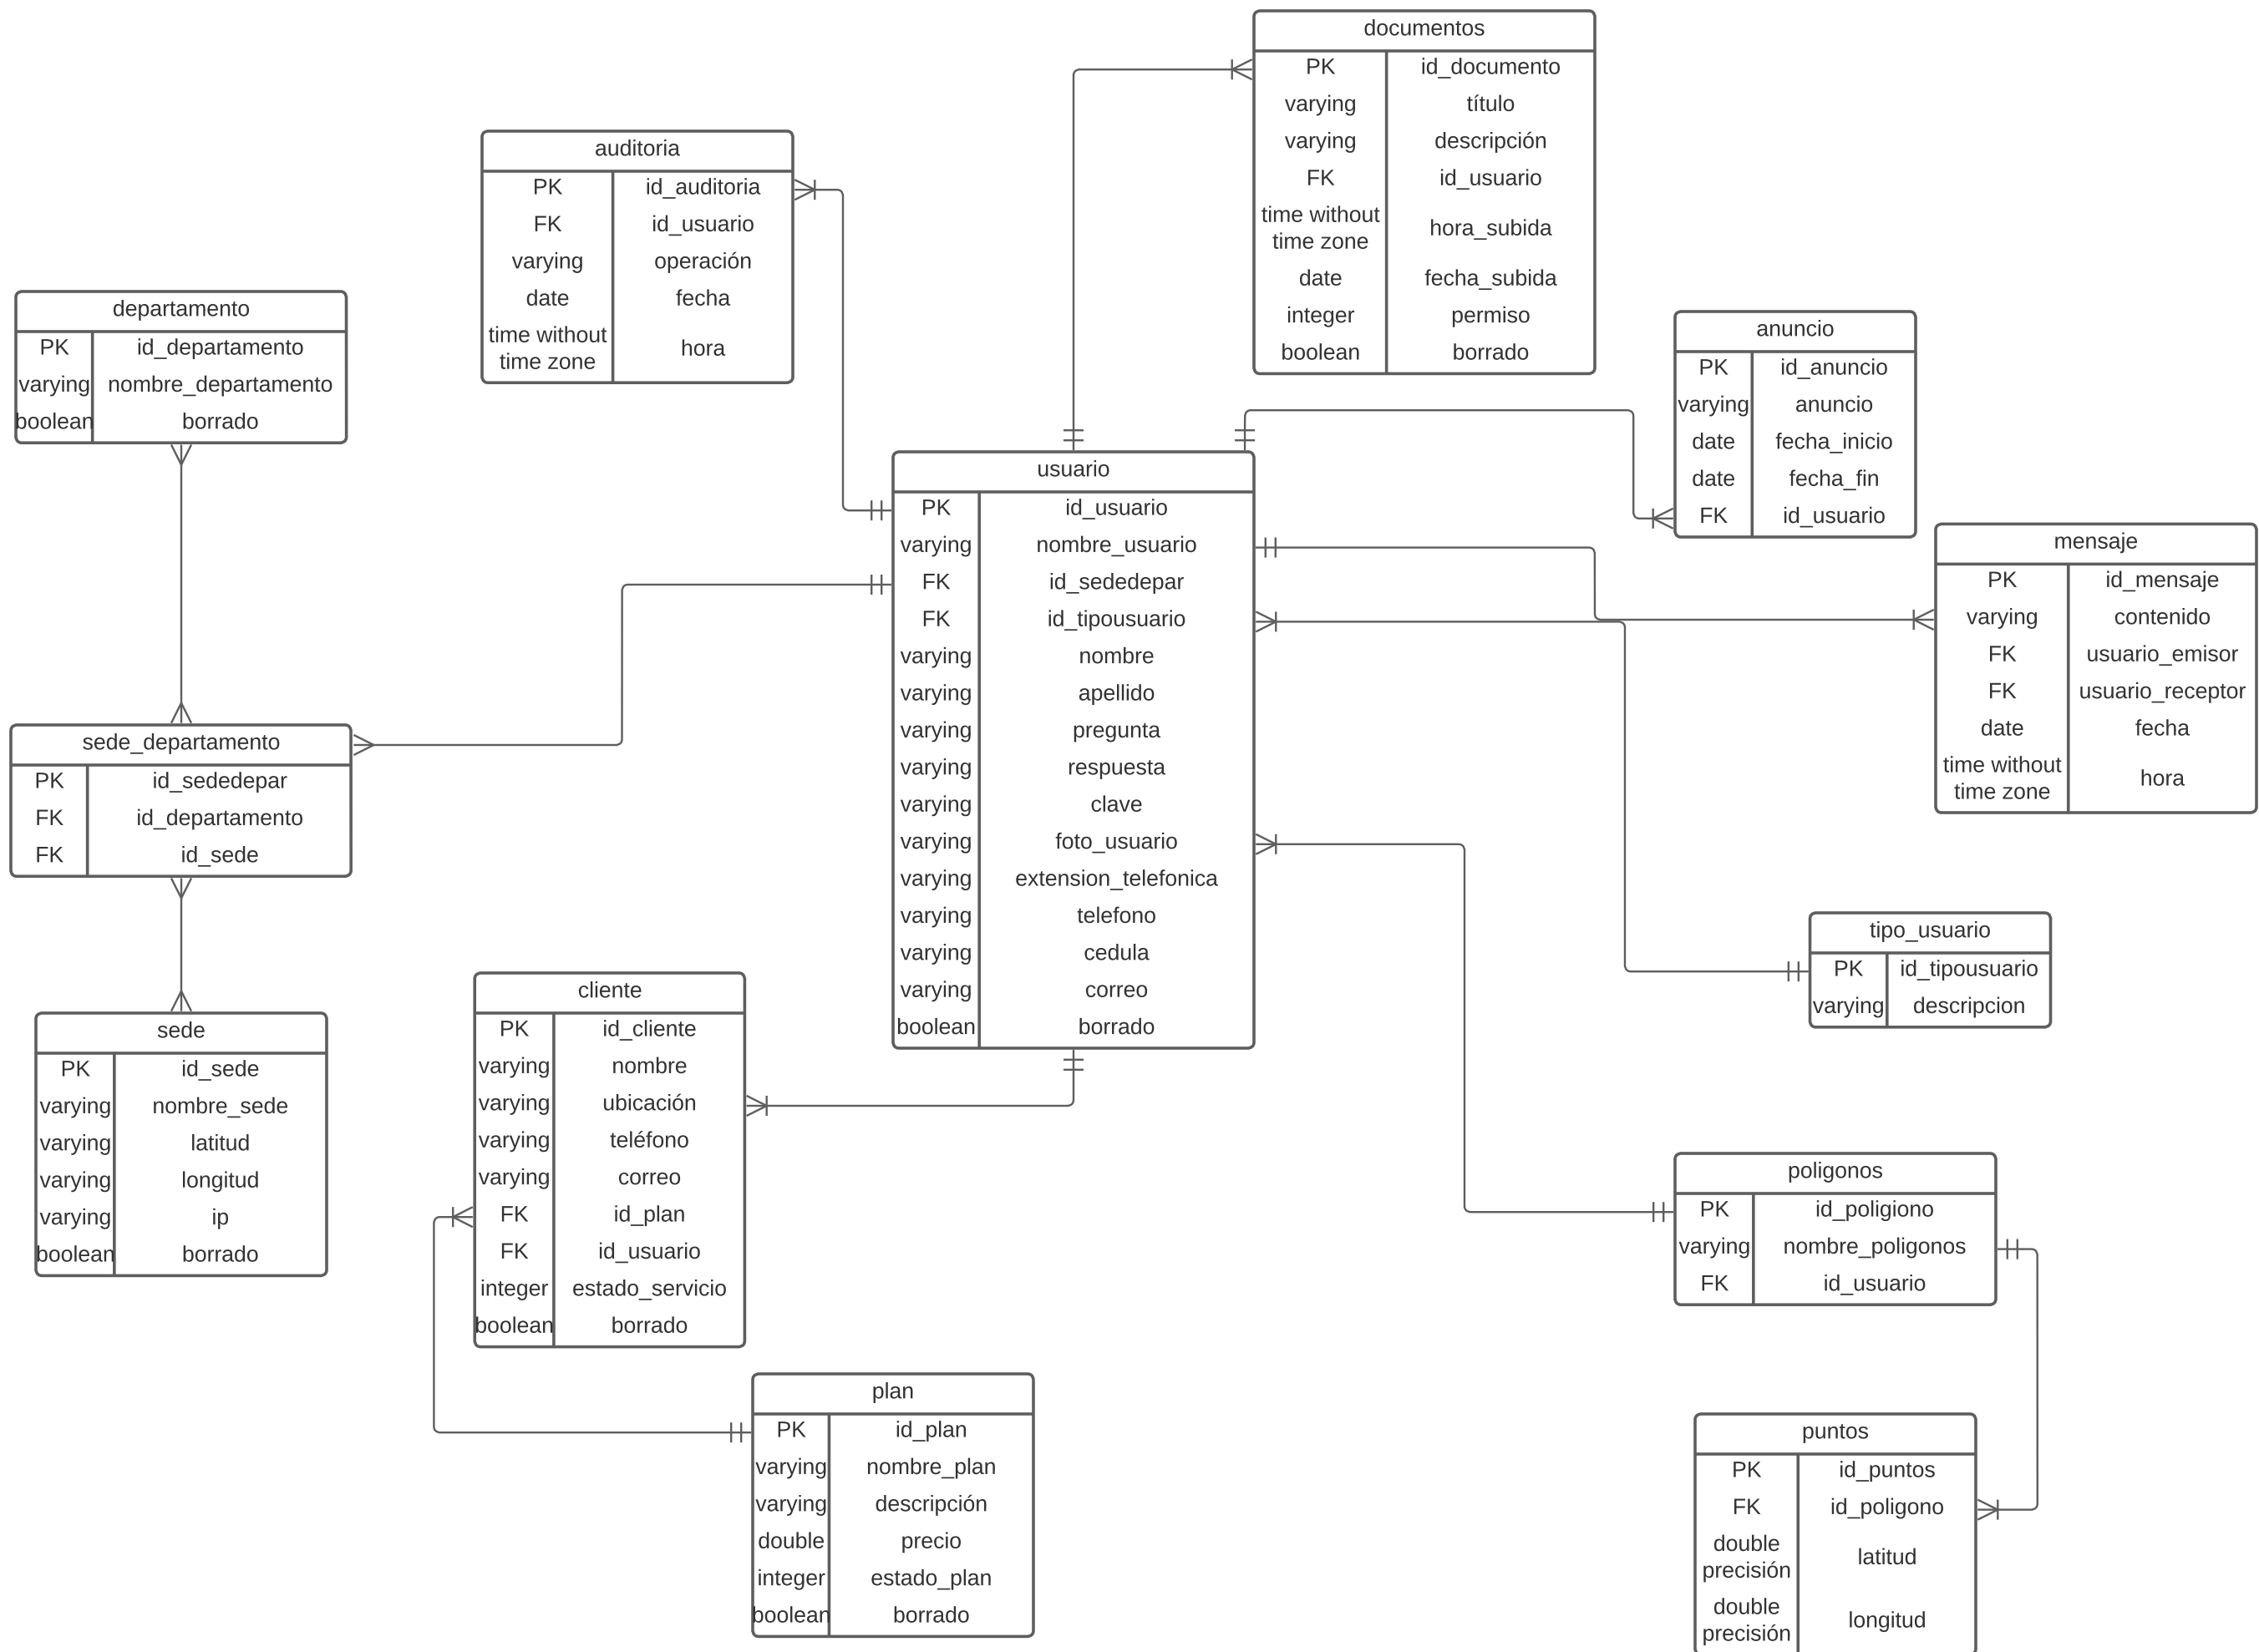 documentos
PK id_documento
varying título
varying descripción
FK id_usuario
time without
time zone hora_subida
date fecha_subida
integer permiso
boolean borrado
auditoria
PK id_auditoria
FK id_usuario
varying operación
date fecha
time without
time zone hora
departamento
PK id_departamento
varying nombre_departamento
boolean borrado
anuncio
PK id_anuncio
varying anuncio
date fecha_inicio
date fecha_fin
FK id_usuario
usuario
PK id_usuario
varying nombre_usuario
FK id_sededepar
FK id_tipousuario
varying nombre
varying apellido
varying pregunta
varying respuesta
varying clave
varying foto_usuario
varying extension_telefonica
varying telefono
varying cedula
varying correo
boolean borrado
mensaje
PK id_mensaje
varying contenido
FK usuario_emisor
FK usuario_receptor
date fecha
time without
time zone hora
sede_departamento
PK id_sededepar
FK id_departamento
FK id_sede
tipo_usuario
PK id_tipousuario
varying descripcion
cliente
PK id_cliente
varying nombre
varying ubicación
varying teléfono
varying correo
FK id_plan
FK id_usuario
integer estado_servicio
boolean borrado
sede
PK id_sede
varying nombre_sede
varying latitud
varying longitud
varying ip
boolean borrado
poligonos
PK id_poligiono
varying nombre_poligonos
FK id_usuario
plan
PK id_plan
varying nombre_plan
varying descripción
double precio
integer estado_plan
boolean borrado
puntos
PK id_puntos
FK id_poligono
double
precisión latitud
double
precisión longitud